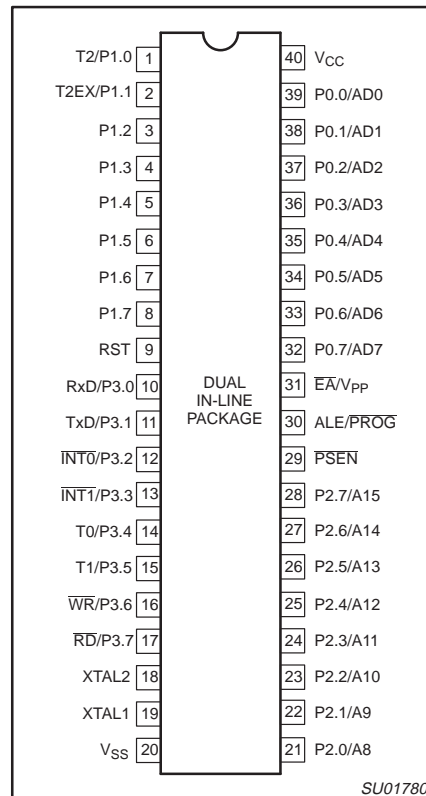 T2/P1.0 1 40 VCC
T2EX/P1.1 2 39 P0.0/AD0
P1.2 3 38 P0.1/AD1
P1.3 4 37 P0.2/AD2
P1.4 5 36 P0.3/AD3
P1.5 6 35 P0.4/AD4
P1.6 7 34 P0.5/AD5
P1.7 8 33 P0.6/AD6
RST 9 32 P0.7/AD7
RxD/P3.0 10 31 E̅A̅/VPP
TxD/P3.1 11 30 ALE/P̅R̅O̅G̅
I̅N̅T̅0̅/P3.2 12 29 P̅S̅E̅N̅
I̅N̅T̅1̅/P3.3 13 28 P2.7/A15
T0/P3.4 14 27 P2.6/A14
T1/P3.5 15 26 P2.5/A13
W̅R̅/P3.6 16 25 P2.4/A12
R̅D̅/P3.7 17 24 P2.3/A11
XTAL2 18 23 P2.2/A10
XTAL1 19 22 P2.1/A9
VSS 20 21 P2.0/A8
DUAL
IN-LINE
PACKAGE
SU01780